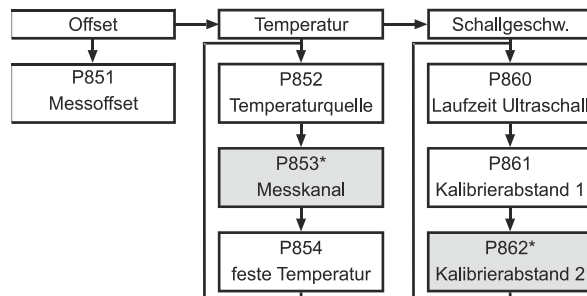 Offset
Temperatur
Schallgeschw.
P851
Messoffset
P852
Temperaturquelle
P860
Laufzeit Ultraschall
P853*
Messkanal
P861
Kalibrierabstand 1
P854
feste Temperatur
P862*
Kalibrierabstand 2